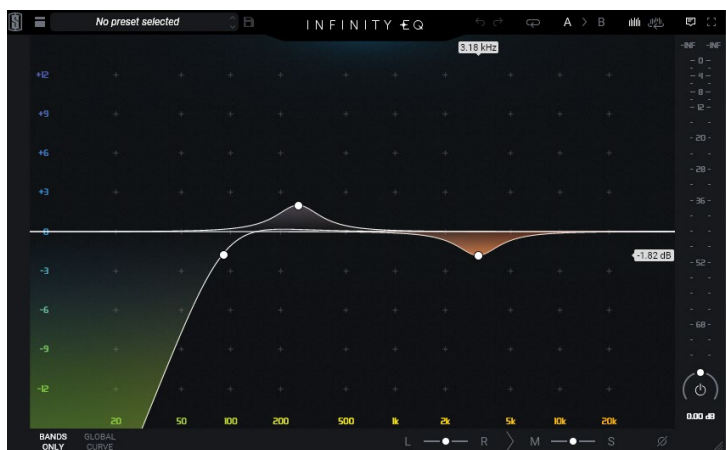 No preset selected
INFINITY EQ
A > B
3.18 kHz
-INF -INF
+12
+9
+6
+3
0
-3
-6
-9
-12
-1.82 dB
- 0 -
- 4 -
- 8 -
- 12 -
- 20 -
- 28 -
- 36 -
- 52 -
- 68 -
0.00 dB
20 50 100 200 500 1k 2k 5k 10k 20k
BANDS ONLY
GLOBAL CURVE
L R
M S